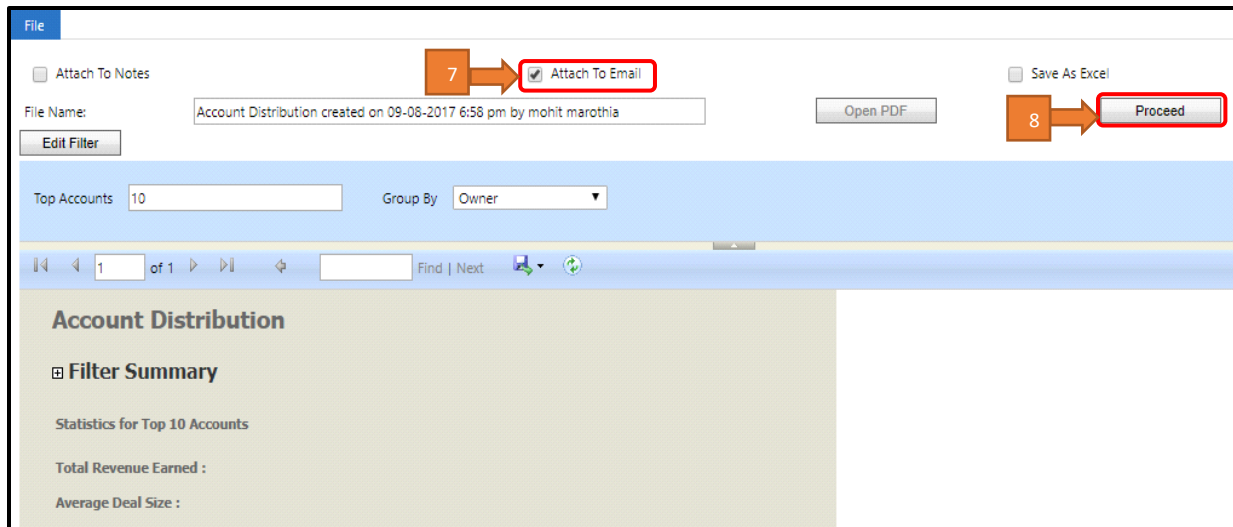 File
Attach To Notes
7
Attach To Email
Save As Excel
File Name:
Account Distribution created on 09-08-2017 6:58 pm by mohit marothia
Open PDF
8
Proceed
Edit Filter
Top Accounts 10 Group By Owner
1 of 1 Find | Next
Account Distribution
Filter Summary
Statistics for Top 10 Accounts
Total Revenue Earned :
Average Deal Size :